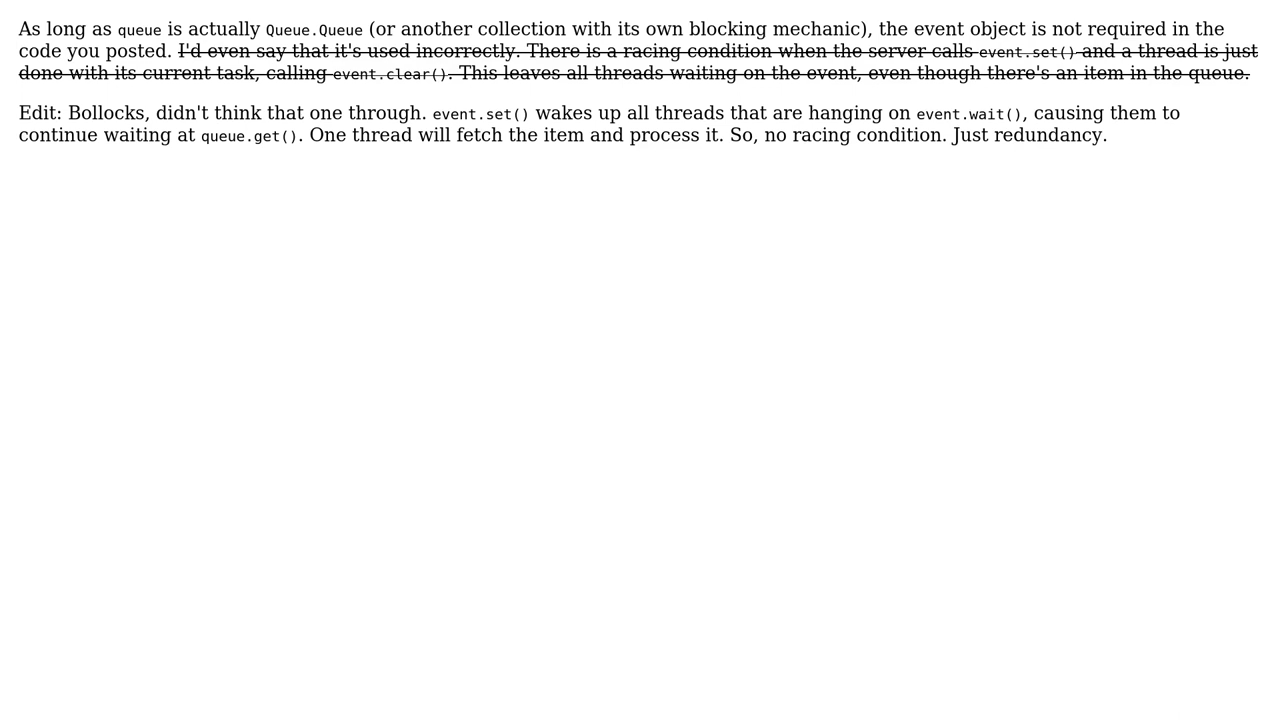 As long as queue is actually Queue.Queue (or another collection with its own blocking mechanic), the event object is not required in the
code you posted. I'd even say that it's used incorrectly. There is a racing condition when the server calls event.set() and a thread is just
done with its current task, calling event.clear(). This leaves all threads waiting on the event, even though there's an item in the queue.
Edit: Bollocks, didn't think that one through. event.set() wakes up all threads that are hanging on event.wait(), causing them to
continue waiting at queue.get(). One thread will fetch the item and process it. So, no racing condition. Just redundancy.